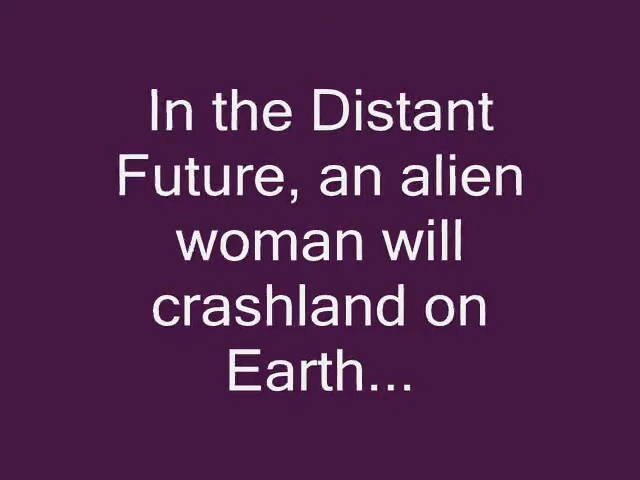 In the Distant
Future, an alien
woman will
crashland on
Earth...